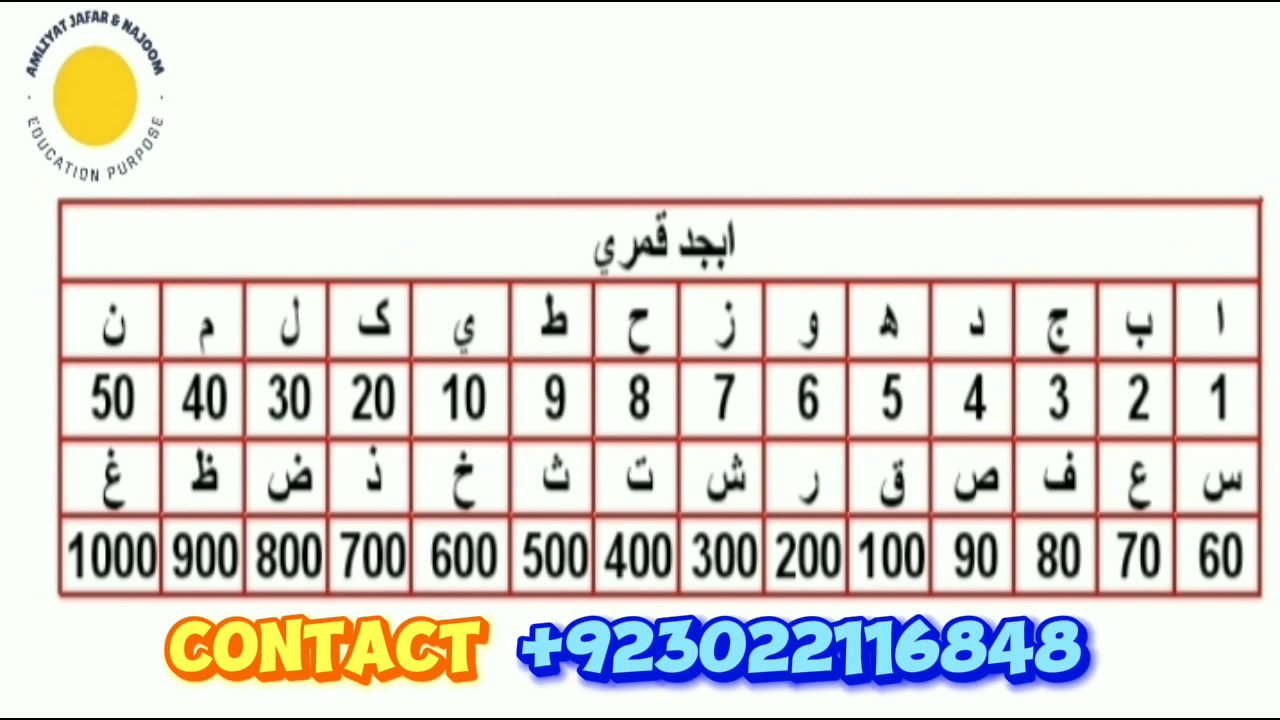 AMLIYAT JAFAR & NAJOOM
EDUCATION PURPOSE
ابجد قمري
ا ب ج د ه و ز ح ط ي ک ل م ن
1 2 3 4 5 6 7 8 9 10 20 30 40 50
س ع ف ص ق ر ش ت ث خ ذ ض ظ غ
60 70 80 90 100 200 300 400 500 600 700 800 900 1000
CONTACT +923022116848